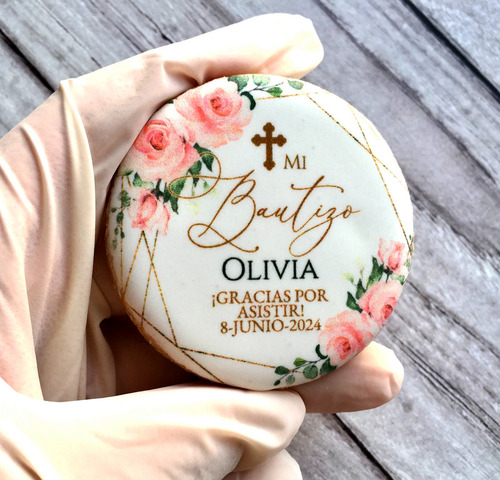 MI
Bautizo
OLIVIA
¡GRACIAS POR
ASISTIR!
8-JUNIO-2024